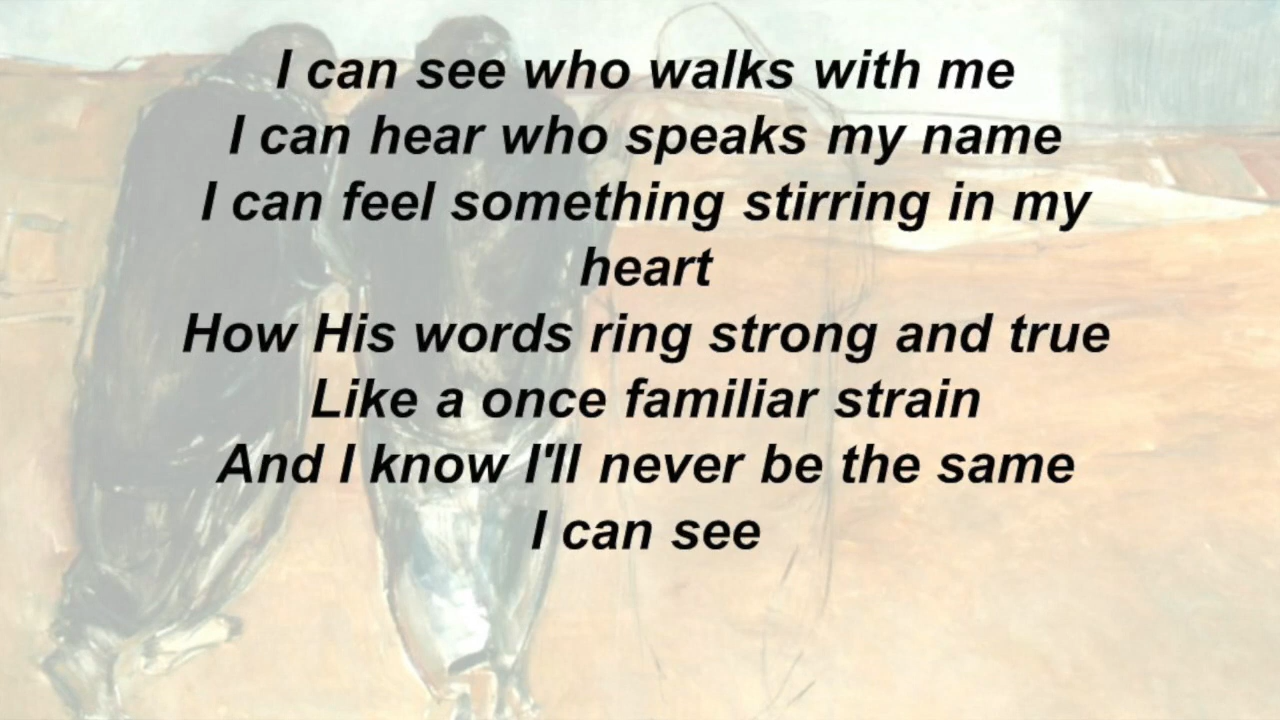 I can see who walks with me
I can hear who speaks my name
I can feel something stirring in my
heart
How His words ring strong and true
Like a once familiar strain
And I know I'll never be the same
I can see